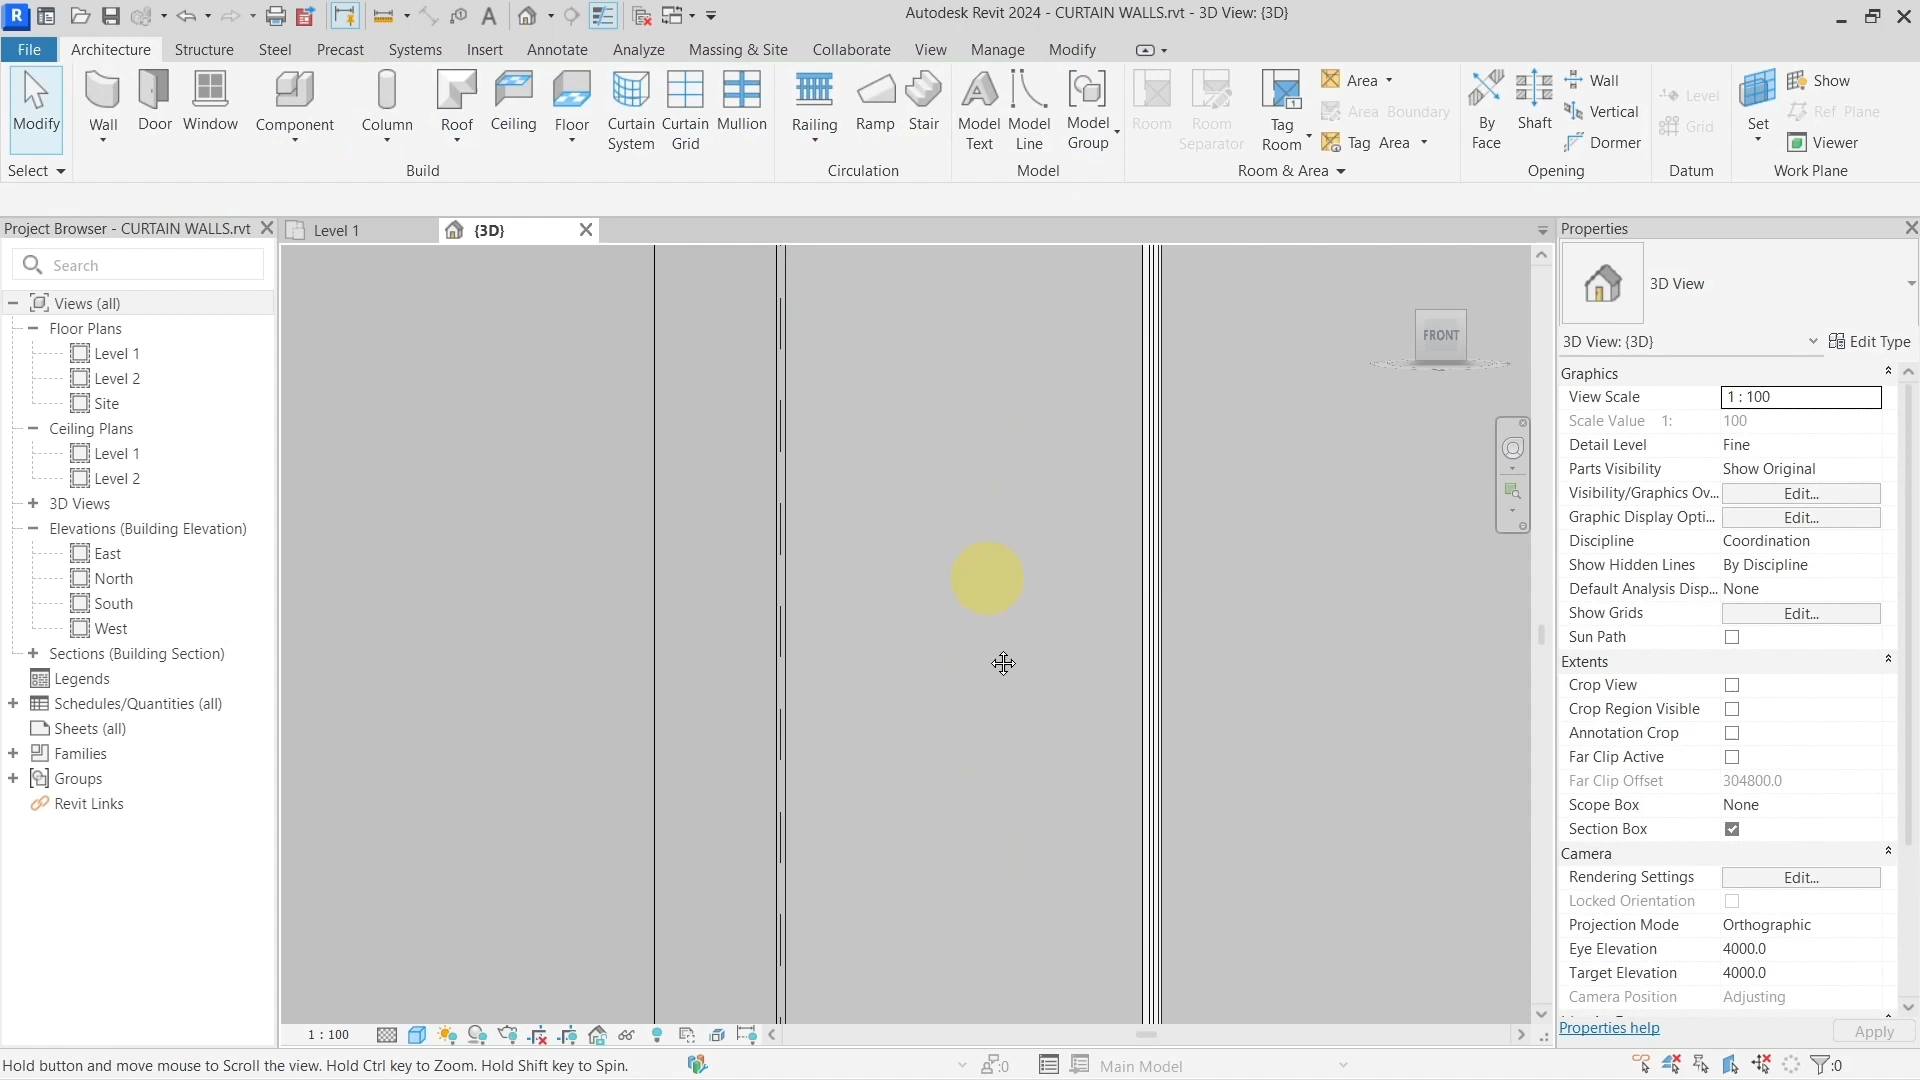 Autodesk Revit 2024 - CURTAIN WALLS.rvt - 3D View: {3D}
File Architecture Structure Steel Precast Systems Insert Annotate Analyze Massing & Site Collaborate View Manage Modify
Modify
Wall
Door
Window
Component
Column
Roof
Ceiling
Floor
Curtain System
Curtain Grid
Mullion
Railing
Ramp
Stair
Model Text
Model Line
Model Group
Room
Room Separator
Tag Room
Area
Area Boundary
Tag Area
By Face
Shaft
Wall
Vertical
Dormer
Level
Grid
Set
Show
Ref Plane
Viewer
Select
Build
Circulation
Model
Room & Area
Opening
Datum
Work Plane
Project Browser - CURTAIN WALLS.rvt
Search
Views (all)
Floor Plans
Level 1
Level 2
Site
Ceiling Plans
Level 1
Level 2
3D Views
Elevations (Building Elevation)
East
North
South
West
Sections (Building Section)
Legends
Schedules/Quantities (all)
Sheets (all)
Families
Groups
Revit Links
Level 1
{3D}
FRONT
Properties
3D View
3D View: {3D}
Edit Type
Graphics
View Scale 1 : 100
Scale Value 1: 100
Detail Level Fine
Parts Visibility Show Original
Visibility/Graphics Ov... Edit...
Graphic Display Opti... Edit...
Discipline Coordination
Show Hidden Lines By Discipline
Default Analysis Disp... None
Show Grids Edit...
Sun Path
Extents
Crop View
Crop Region Visible
Annotation Crop
Far Clip Active
Far Clip Offset 304800.0
Scope Box None
Section Box
Camera
Rendering Settings Edit...
Locked Orientation
Projection Mode Orthographic
Eye Elevation 4000.0
Target Elevation 4000.0
Camera Position Adjusting
Properties help
Apply
1 : 100
Hold button and move mouse to Scroll the view. Hold Ctrl key to Zoom. Hold Shift key to Spin.
:0
Main Model
:0